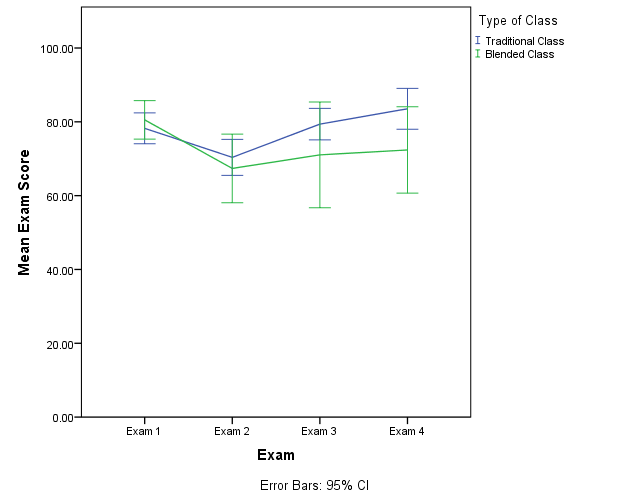 Type of Class
Traditional Class
Blended Class
100.00
80.00
60.00
40.00
20.00
0.00
Mean Exam Score
Exam 1
Exam 2
Exam 3
Exam 4
Exam
Error Bars: 95% CI